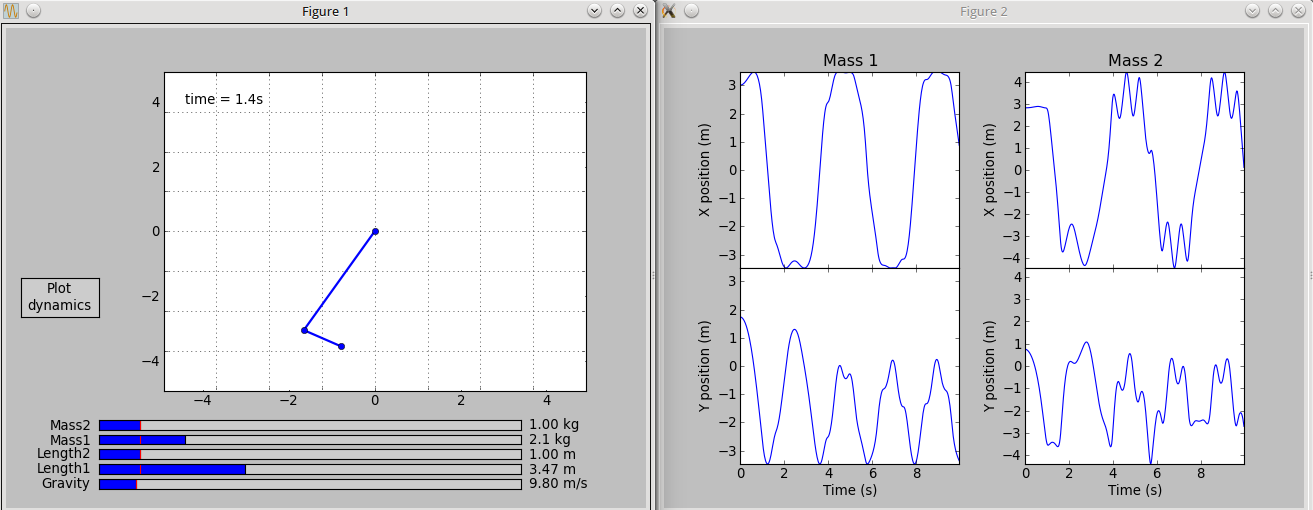 Figure 1
time = 1.4s
4
2
0
−2
−4
−4
−2
0
2
4
Plot
dynamics
Mass2 1.00 kg
Mass1 2.1 kg
Length2 1.00 m
Length1 3.47 m
Gravity 9.80 m/s
Figure 2
Mass 1
X position (m)
3
2
1
0
−1
−2
−3
Y position (m)
3
2
1
0
−1
−2
−3
0 2 4 6 8
Time (s)
Mass 2
X position (m)
4
3
2
1
0
−1
−2
−3
−4
Y position (m)
4
3
2
1
0
−1
−2
−3
−4
0 2 4 6 8
Time (s)